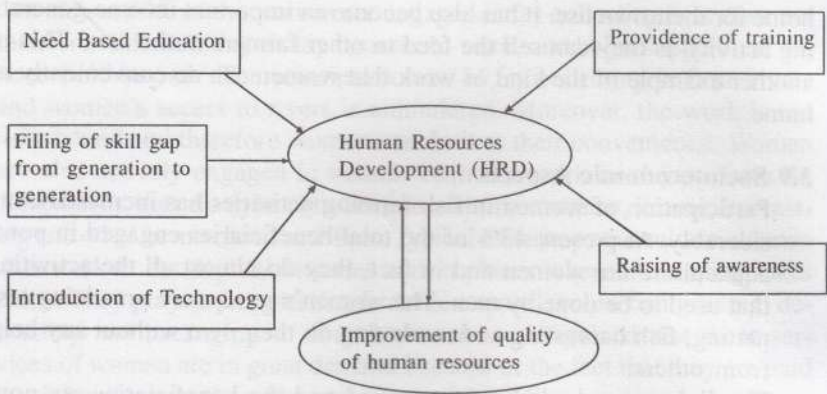 Need Based Education
Providence of training
Filling of skill gap
from generation to
generation
Human Resources
Development (HRD)
Introduction of Technology
Raising of awareness
Improvement of quality
of human resources